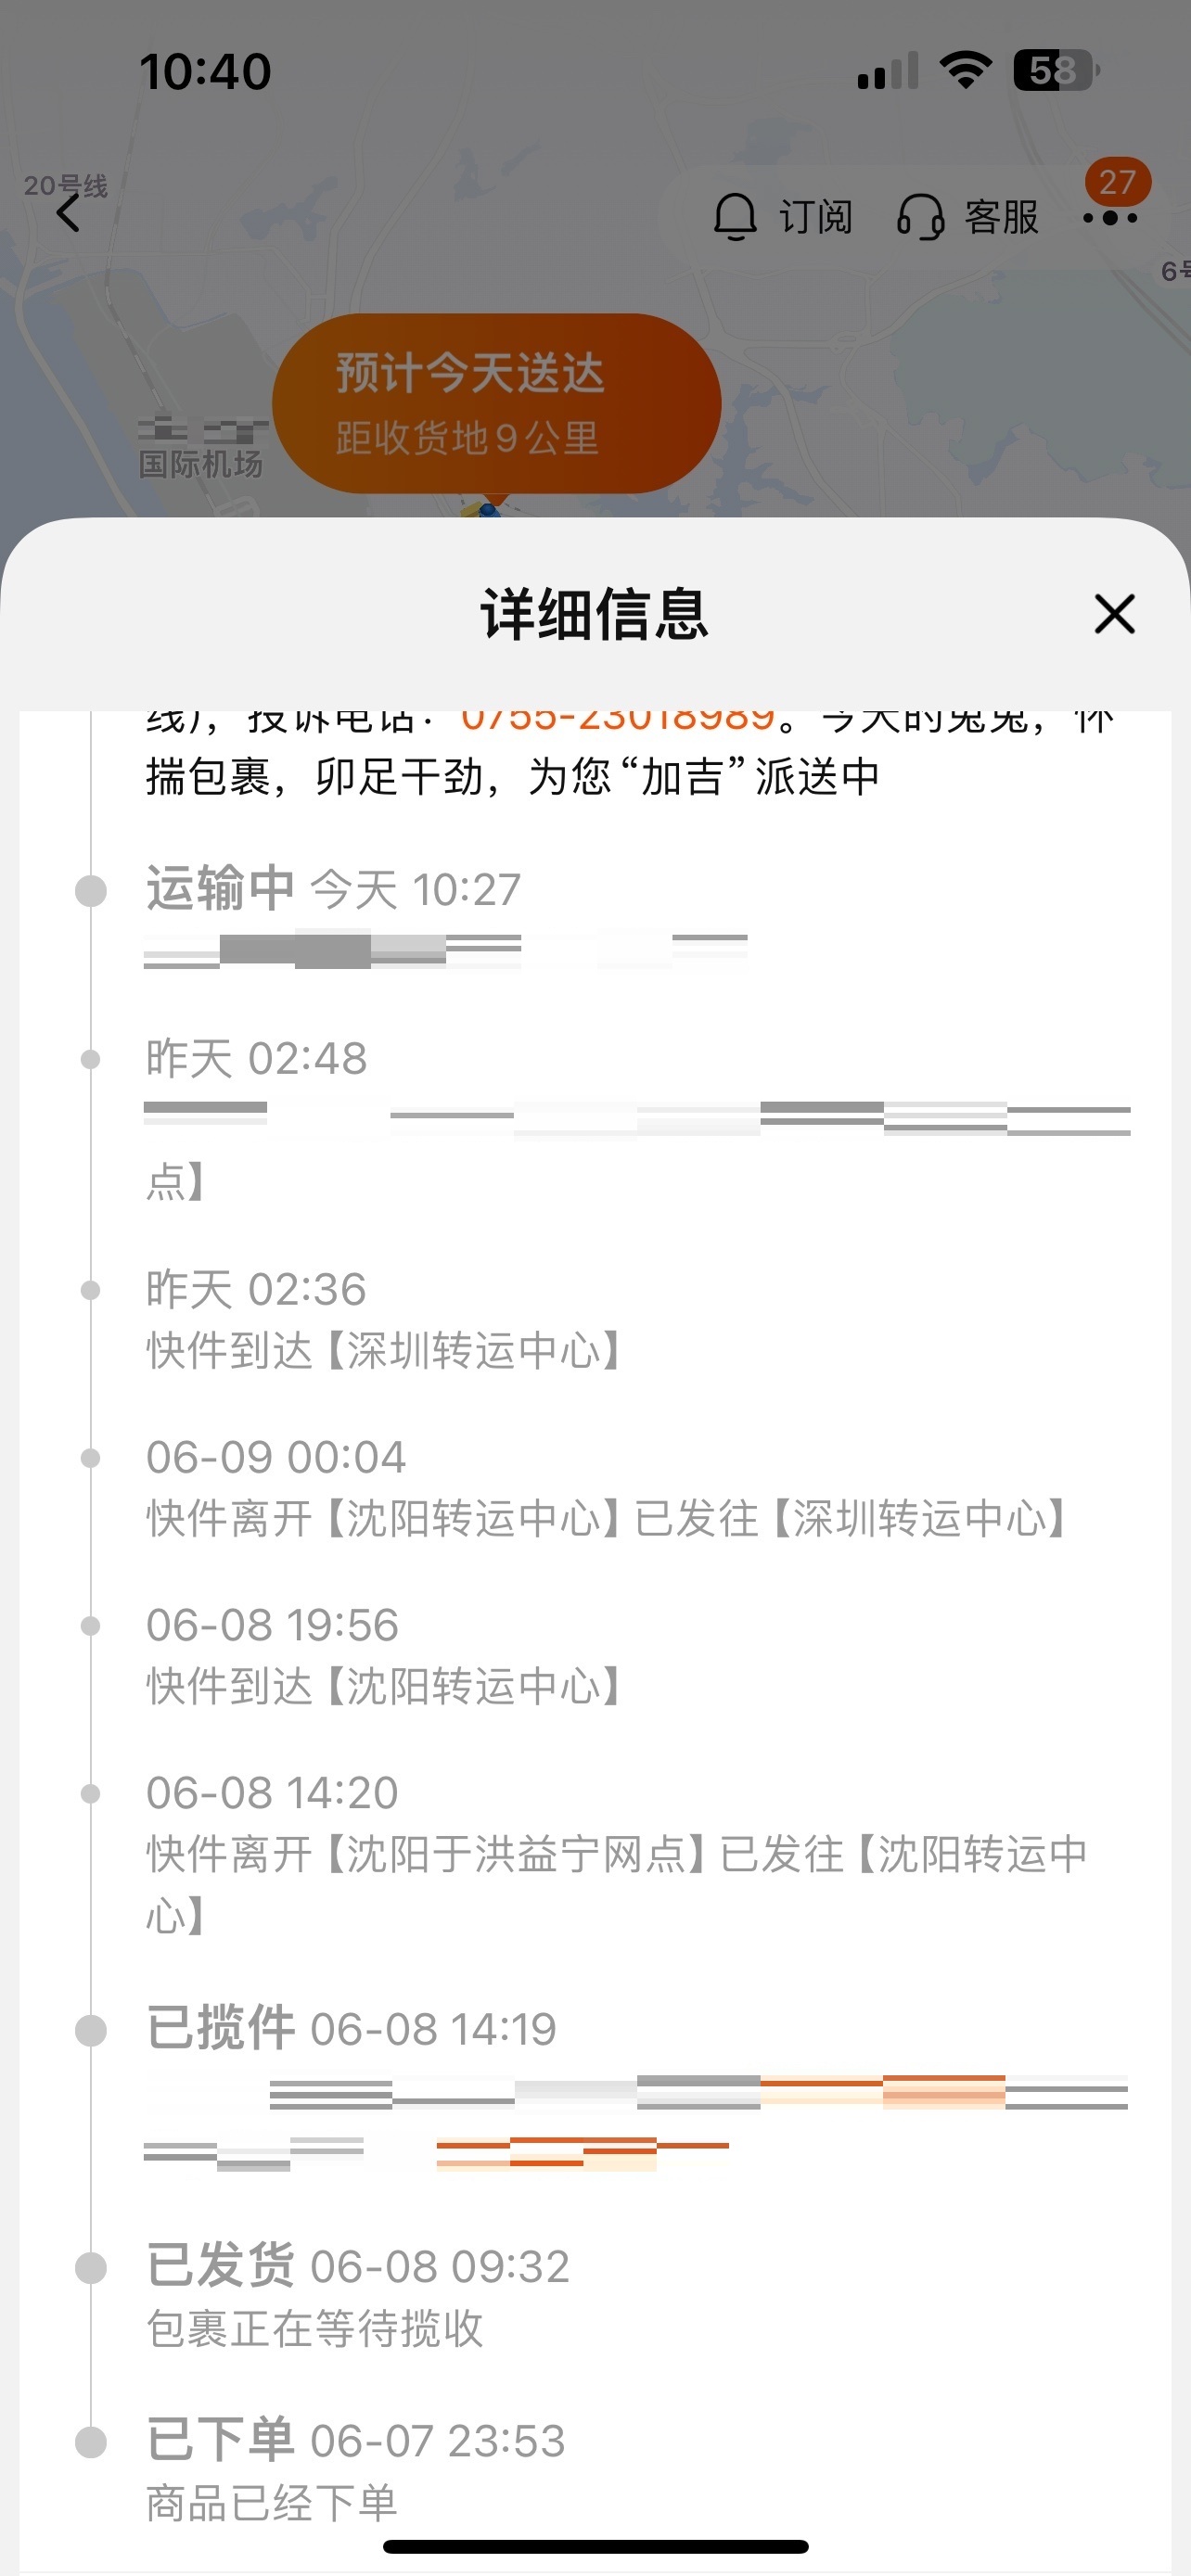 10:40
58
20号线
订阅
客服
27
预计今天送达
距收货地9公里
国际机场
详细信息
线），投诉电话：0755-23018989。今天的兔兔，怀
揣包裹，卯足干劲，为您“加吉”派送中
运输中 今天 10:27
昨天 02:48
点】
昨天 02:36
快件到达【深圳转运中心】
06-09 00:04
快件离开【沈阳转运中心】已发往【深圳转运中心】
06-08 19:56
快件到达【沈阳转运中心】
06-08 14:20
快件离开【沈阳于洪益宁网点】已发往【沈阳转运中
心】
已揽件 06-08 14:19
已发货 06-08 09:32
包裹正在等待揽收
已下单 06-07 23:53
商品已经下单